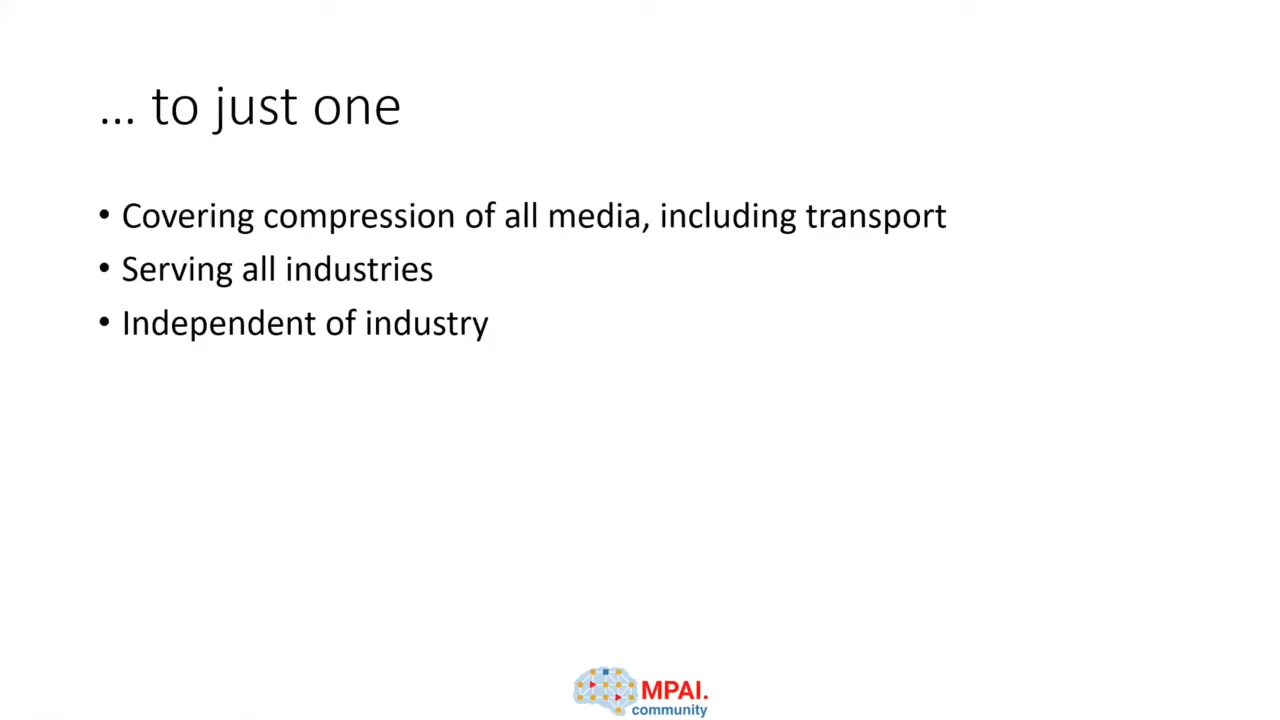 ... to just one
• Covering compression of all media, including transport
• Serving all industries
• Independent of industry
MPAI.
community